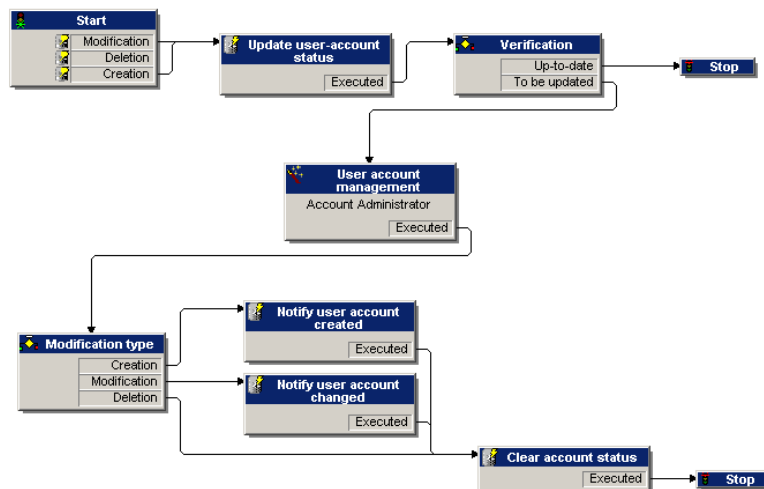 Start
Modification
Deletion
Creation
Update user-account
status
Executed
Verification
Up-to-date
To be updated
Stop
User account
management
Account Administrator
Executed
Modification type
Creation
Modification
Deletion
Notify user account
created
Executed
Notify user account
changed
Executed
Clear account status
Executed
Stop